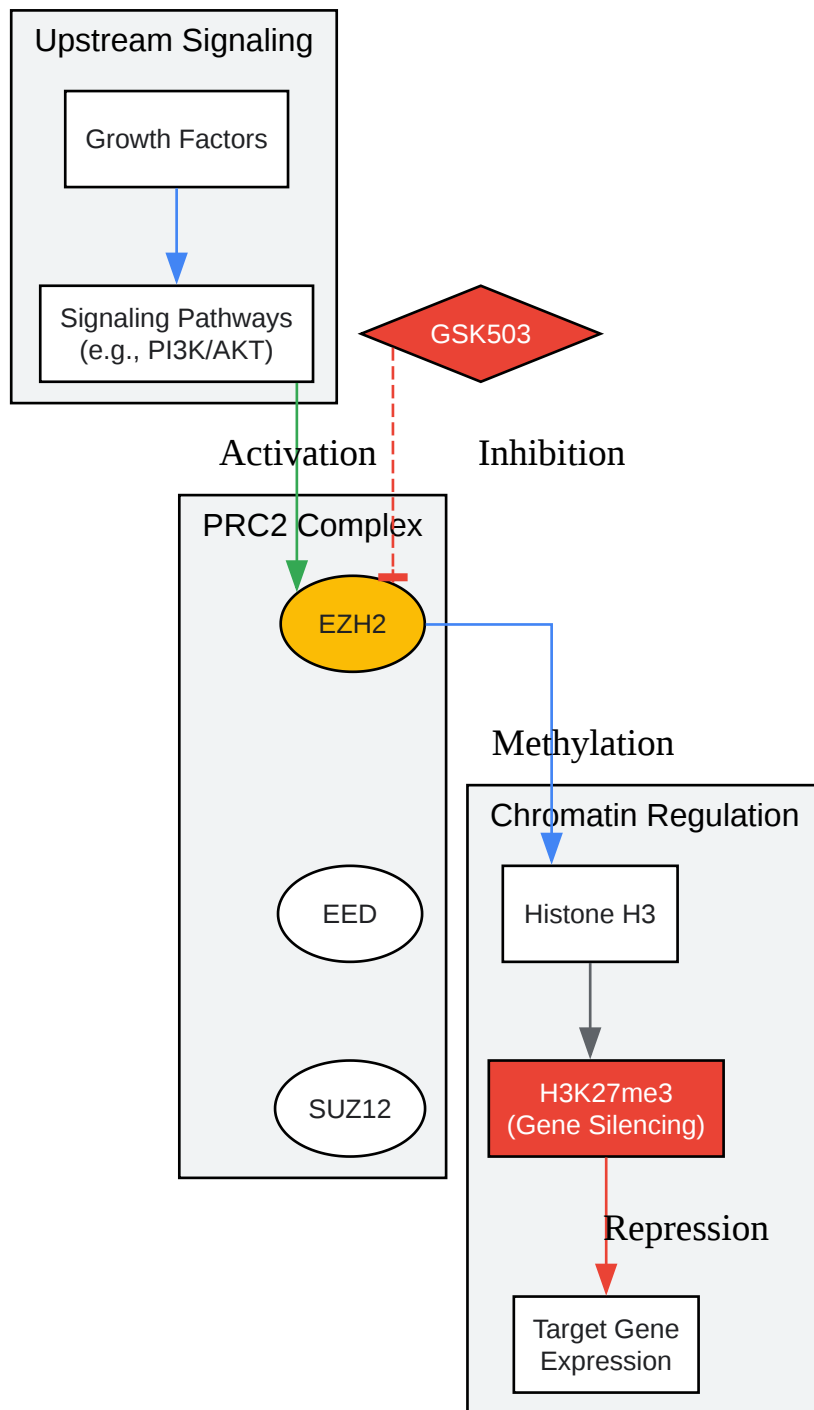 Upstream Signaling
Growth Factors
Signaling Pathways
(e.g., PI3K/AKT)
GSK503
Activation
Inhibition
PRC2 Complex
EZH2
Methylation
Chromatin Regulation
Histone H3
EED
H3K27me3
(Gene Silencing)
SUZ12
Repression
Target Gene
Expression